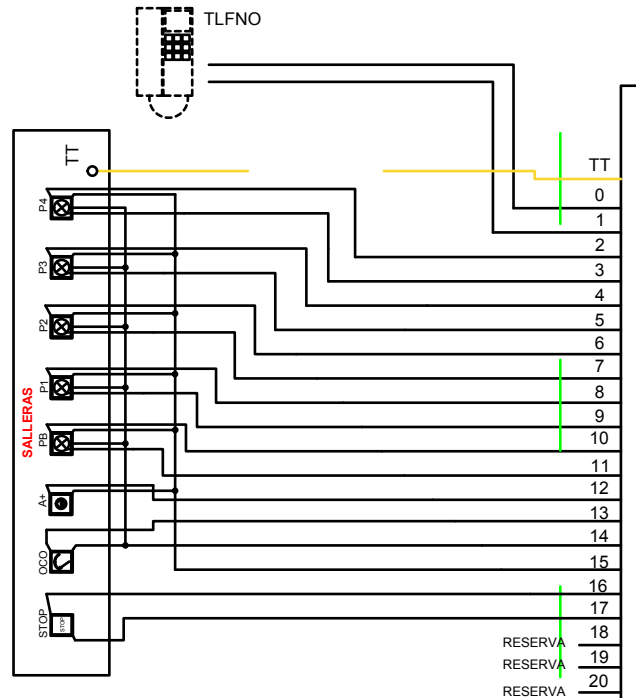 TLFNO
TT
TT
0
1
P4
2
3
P3
4
5
P2
6
7
P1
8
9
SALLERAS
PB
10
11
A+
12
13
OCO
14
15
16
STOP
STOP
17
18
RESERVA
19
RESERVA
20
RESERVA